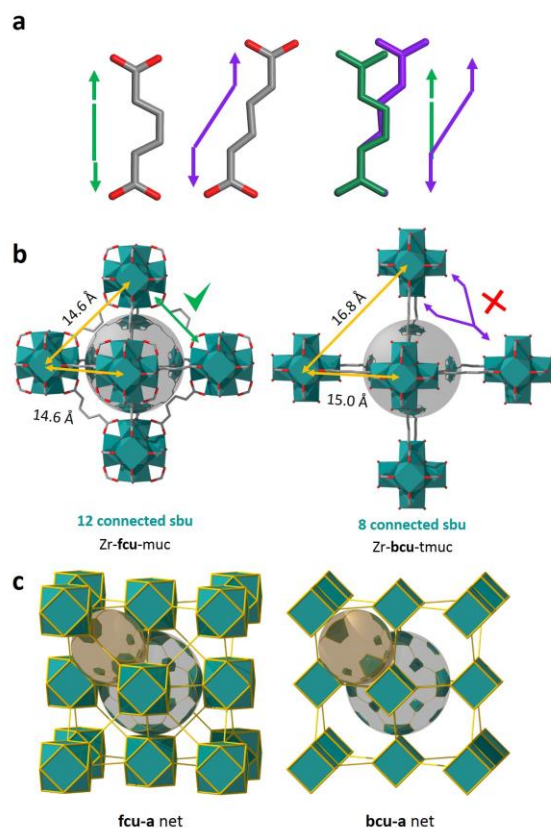 a
b
14.6 Å
14.6 Å
16.8 Å
15.0 Å
12 connected sbu
Zr-fcu-muc
8 connected sbu
Zr-bcu-tmuc
c
fcu-a net
bcu-a net